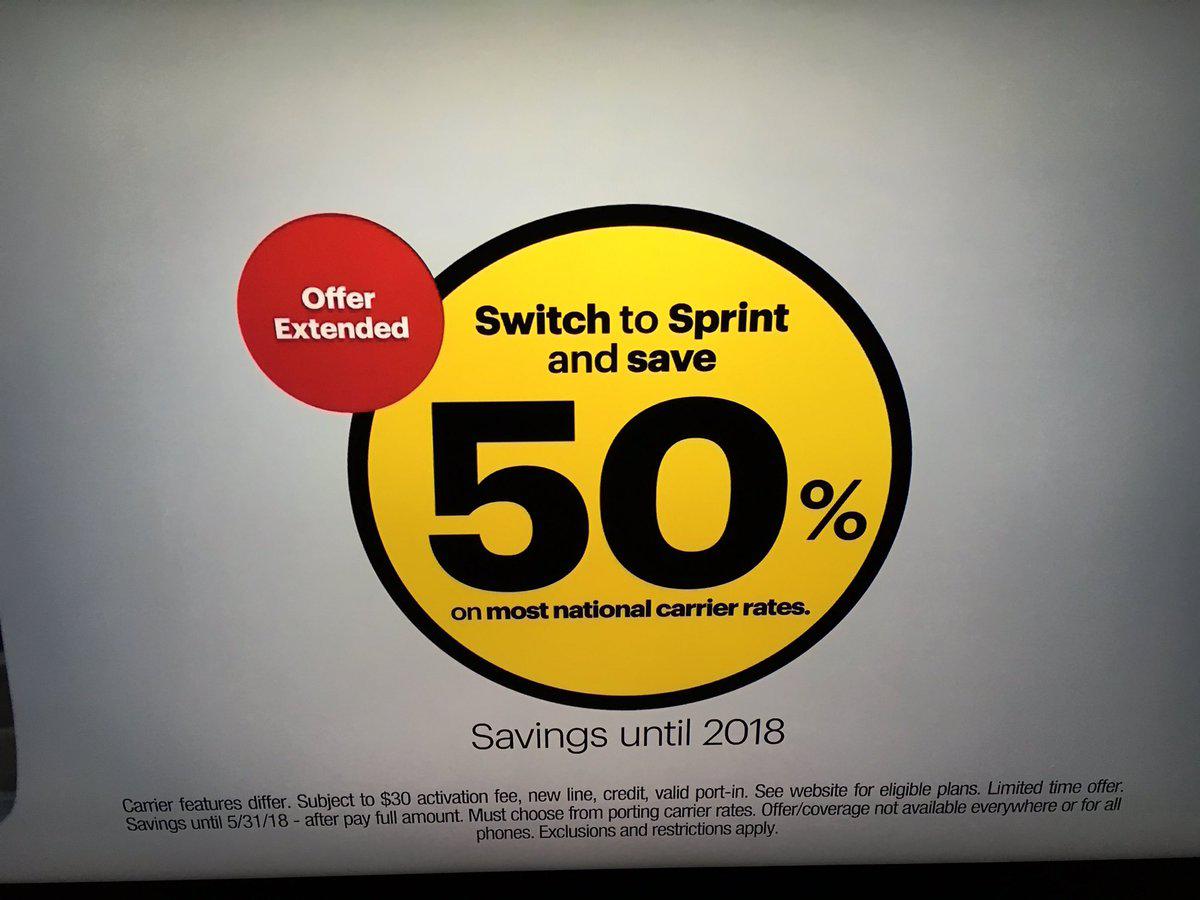 Offer
Extended
Switch to Sprint
and save
50%
on most national carrier rates.
Savings until 2018
Carrier features differ. Subject to $30 activation fee, new line, credit, valid port-in. See website for eligible plans. Limited time offer.
Savings until 5/31/18 - after pay full amount. Must choose from porting carrier rates. Offer/coverage not available everywhere or for all
phones. Exclusions and restrictions apply.